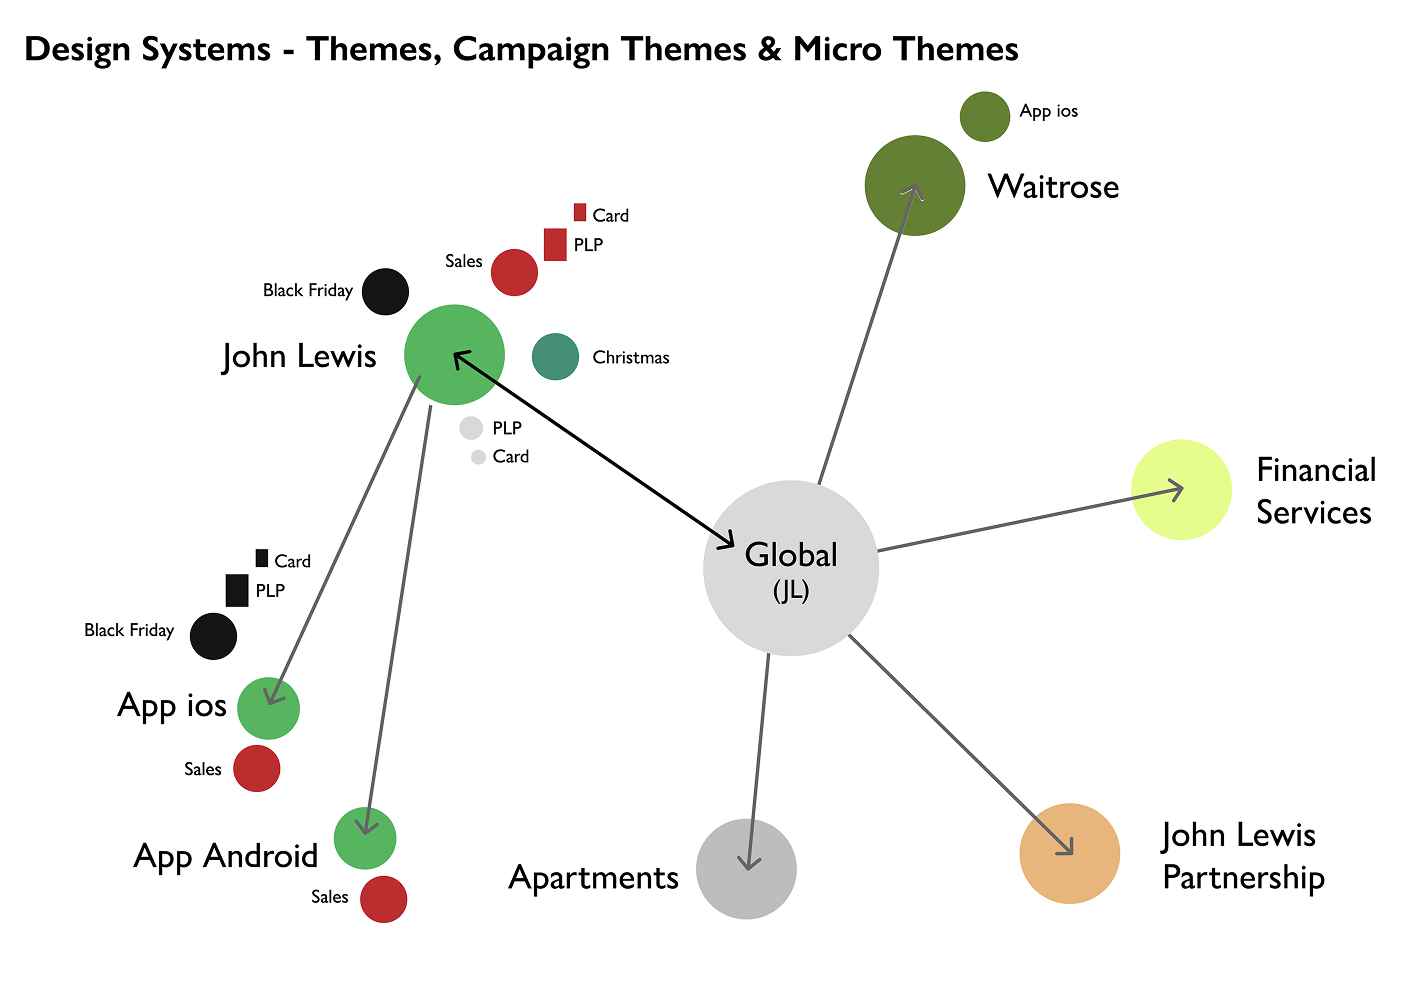 Design Systems - Themes, Campaign Themes & Micro Themes
App ios
Waitrose
Card
PLP
Sales
Black Friday
John Lewis
Christmas
PLP
Card
Financial
Services
Global
(JL)
Card
PLP
Black Friday
App ios
Sales
App Android
Sales
Apartments
John Lewis
Partnership